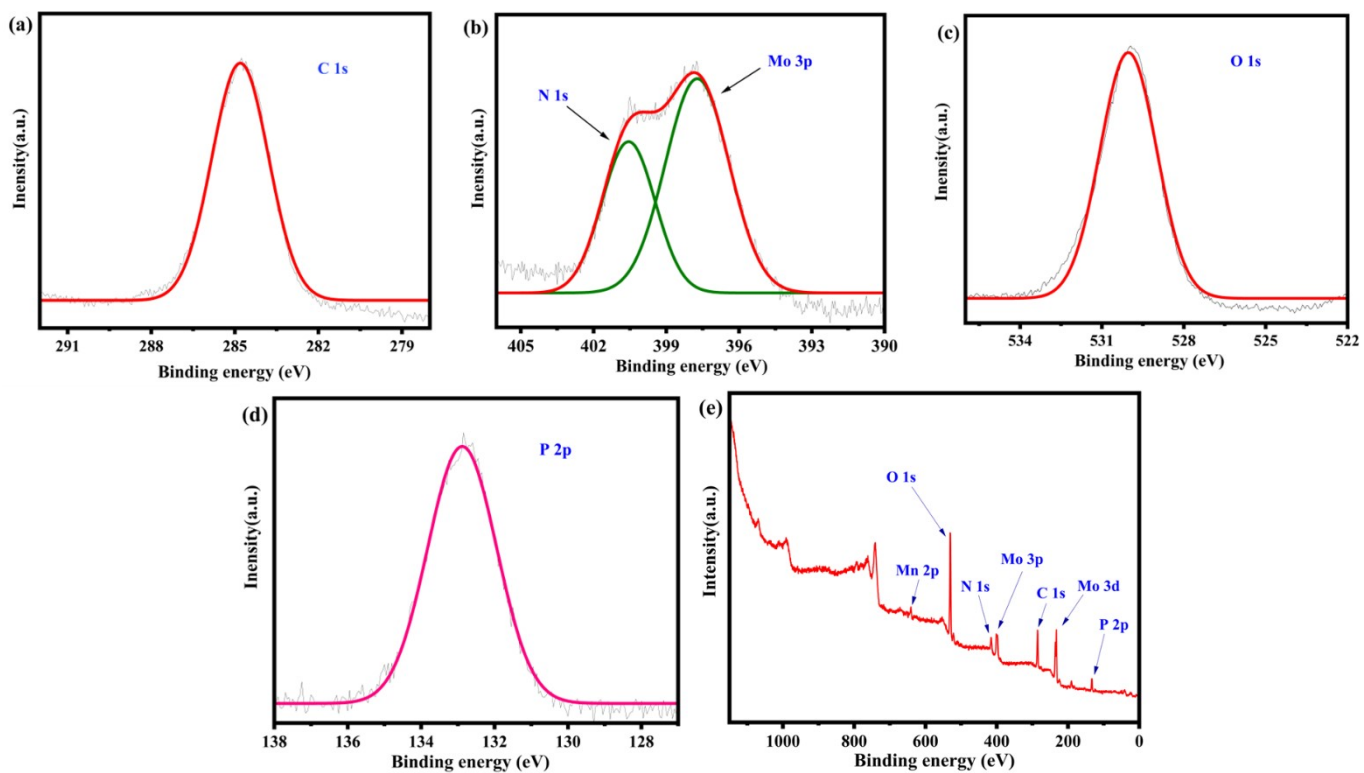 (a)
C 1s
Inensity(a.u.)
291 288 285 282 279
Binding energy (eV)
(b)
N 1s
Mo 3p
Inensity(a.u.)
405 402 399 396 393 390
Binding energy (eV)
(c)
O 1s
Inensity(a.u.)
534 531 528 525 522
Binding energy (eV)
(d)
P 2p
Inensity(a.u.)
138 136 134 132 130 128
Binding energy (eV)
(e)
O 1s
Mn 2p
N 1s
Mo 3p
C 1s
Mo 3d
P 2p
Intensity(a.u.)
1000 800 600 400 200 0
Binding energy (eV)